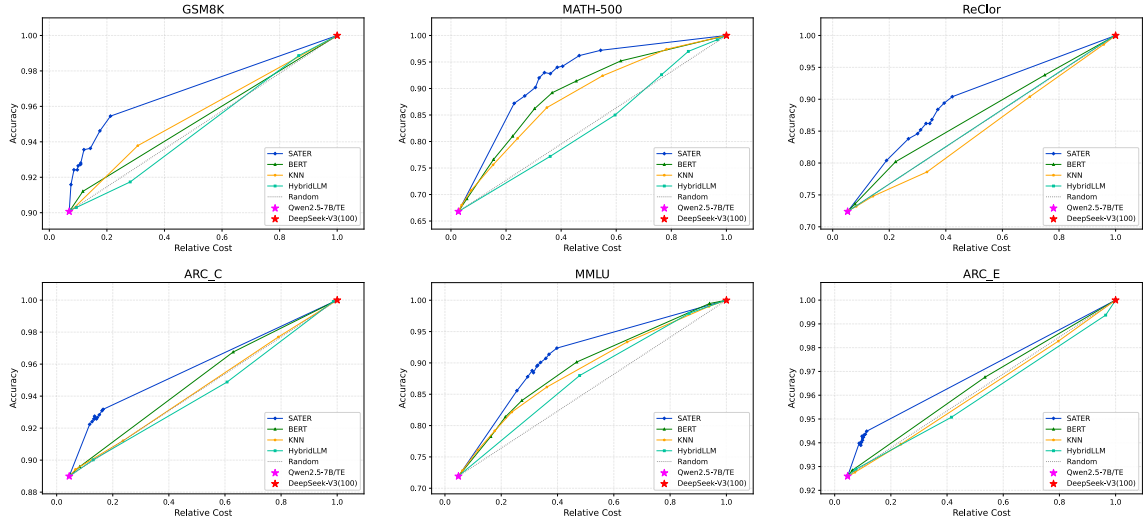 GSM8K
Accuracy
1.00
0.98
0.96
0.94
0.92
0.90
0.0
0.2
0.4
0.6
0.8
1.0
Relative Cost
SATER
BERT
KNN
HybridLLM
Random
Qwen2.5-7B/TE
DeepSeek-V3(100)
MATH-500
Accuracy
1.00
0.95
0.90
0.85
0.80
0.75
0.70
0.65
0.0
0.2
0.4
0.6
0.8
1.0
Relative Cost
SATER
BERT
KNN
HybridLLM
Random
Qwen2.5-7B/TE
DeepSeek-V3(100)
ReClor
Accuracy
1.00
0.95
0.90
0.85
0.80
0.75
0.70
0.0
0.2
0.4
0.6
0.8
1.0
Relative Cost
SATER
BERT
KNN
HybridLLM
Random
Qwen2.5-7B/TE
DeepSeek-V3(100)
ARC_C
Accuracy
1.00
0.98
0.96
0.94
0.92
0.90
0.88
0.0
0.2
0.4
0.6
0.8
1.0
Relative Cost
SATER
BERT
KNN
HybridLLM
Random
Qwen2.5-7B/TE
DeepSeek-V3(100)
MMLU
Accuracy
1.00
0.95
0.90
0.85
0.80
0.75
0.70
0.0
0.2
0.4
0.6
0.8
1.0
Relative Cost
SATER
BERT
KNN
HybridLLM
Random
Qwen2.5-7B/TE
DeepSeek-V3(100)
ARC_E
Accuracy
1.00
0.99
0.98
0.97
0.96
0.95
0.94
0.93
0.92
0.0
0.2
0.4
0.6
0.8
1.0
Relative Cost
SATER
BERT
KNN
HybridLLM
Random
Qwen2.5-7B/TE
DeepSeek-V3(100)